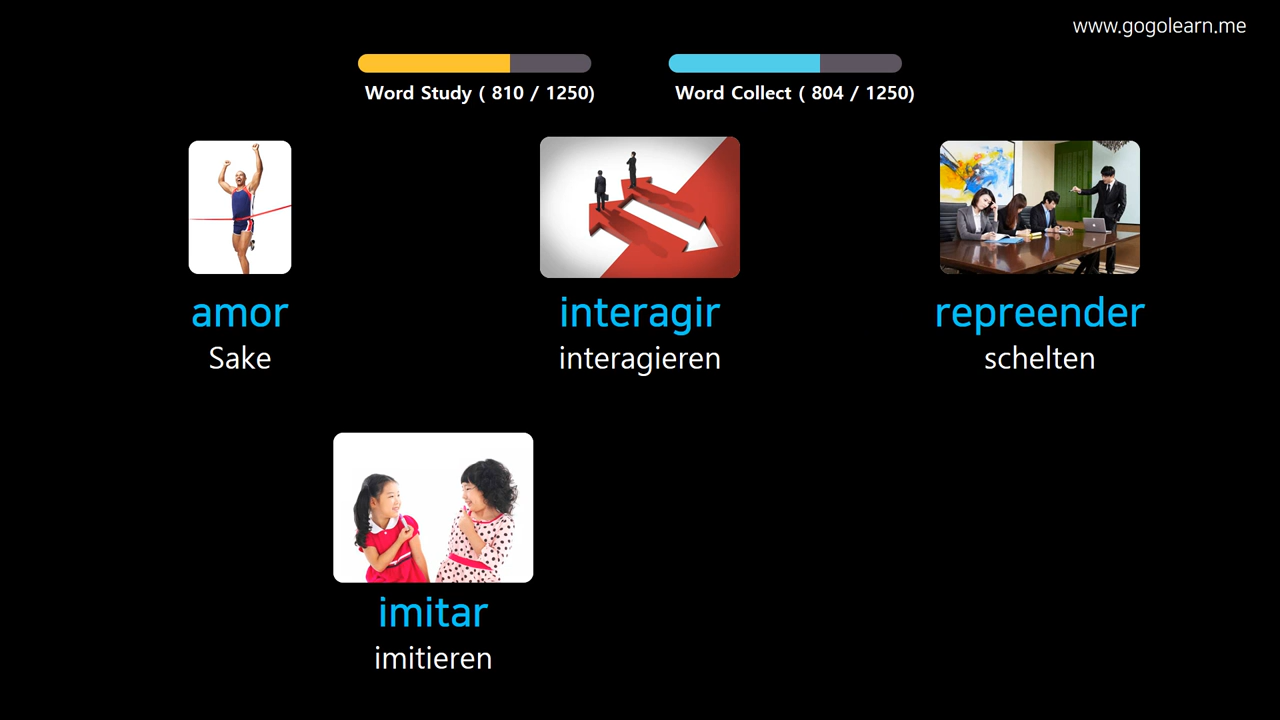 www.gogolearn.me
Word Study ( 810 / 1250)
Word Collect ( 804 / 1250)
amor
Sake
interagir
interagieren
repreender
schelten
imitar
imitieren